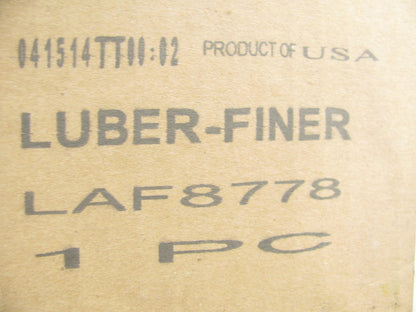 041514TT00:02 PRODUCT OF USA
LUBER-FINER
LAF8778
1 PC